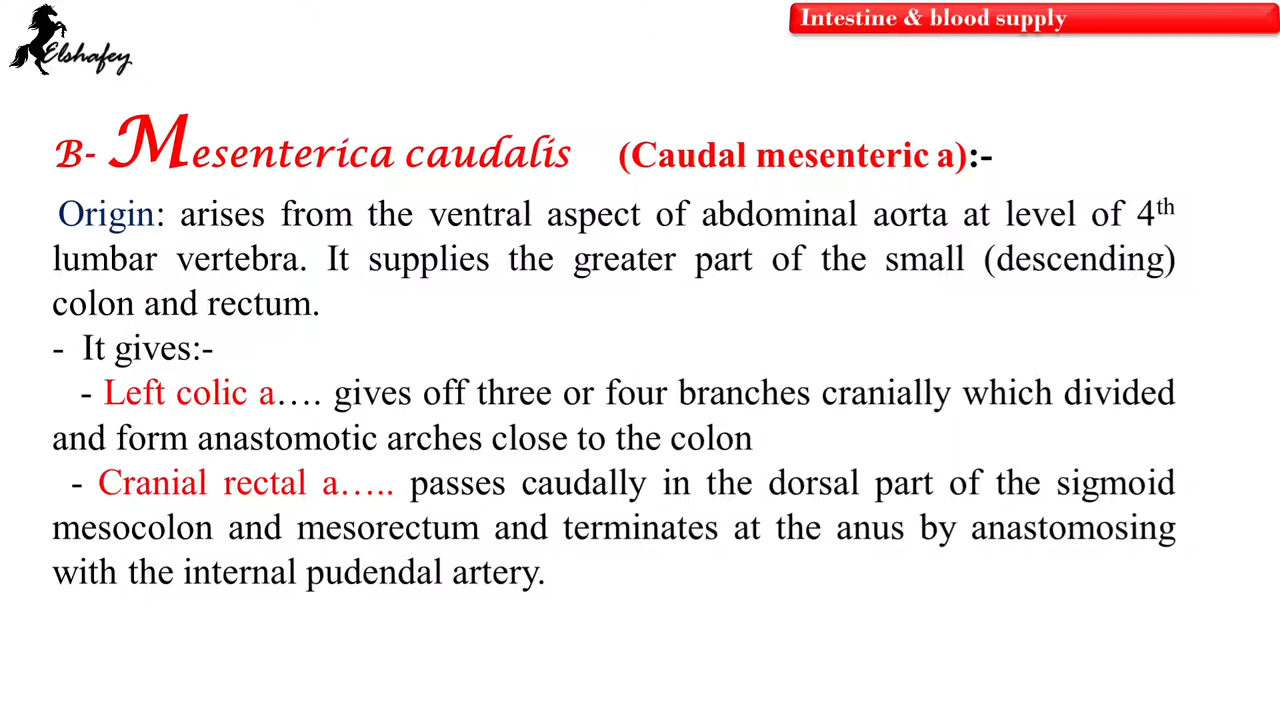 Intestine & blood supply
Elshafey
B- Mesenterica caudalis (Caudal mesenteric a):-
Origin: arises from the ventral aspect of abdominal aorta at level of 4th
lumbar vertebra. It supplies the greater part of the small (descending)
colon and rectum.
- It gives:-
- Left colic a.... gives off three or four branches cranially which divided
and form anastomotic arches close to the colon
- Cranial rectal a..... passes caudally in the dorsal part of the sigmoid
mesocolon and mesorectum and terminates at the anus by anastomosing
with the internal pudendal artery.